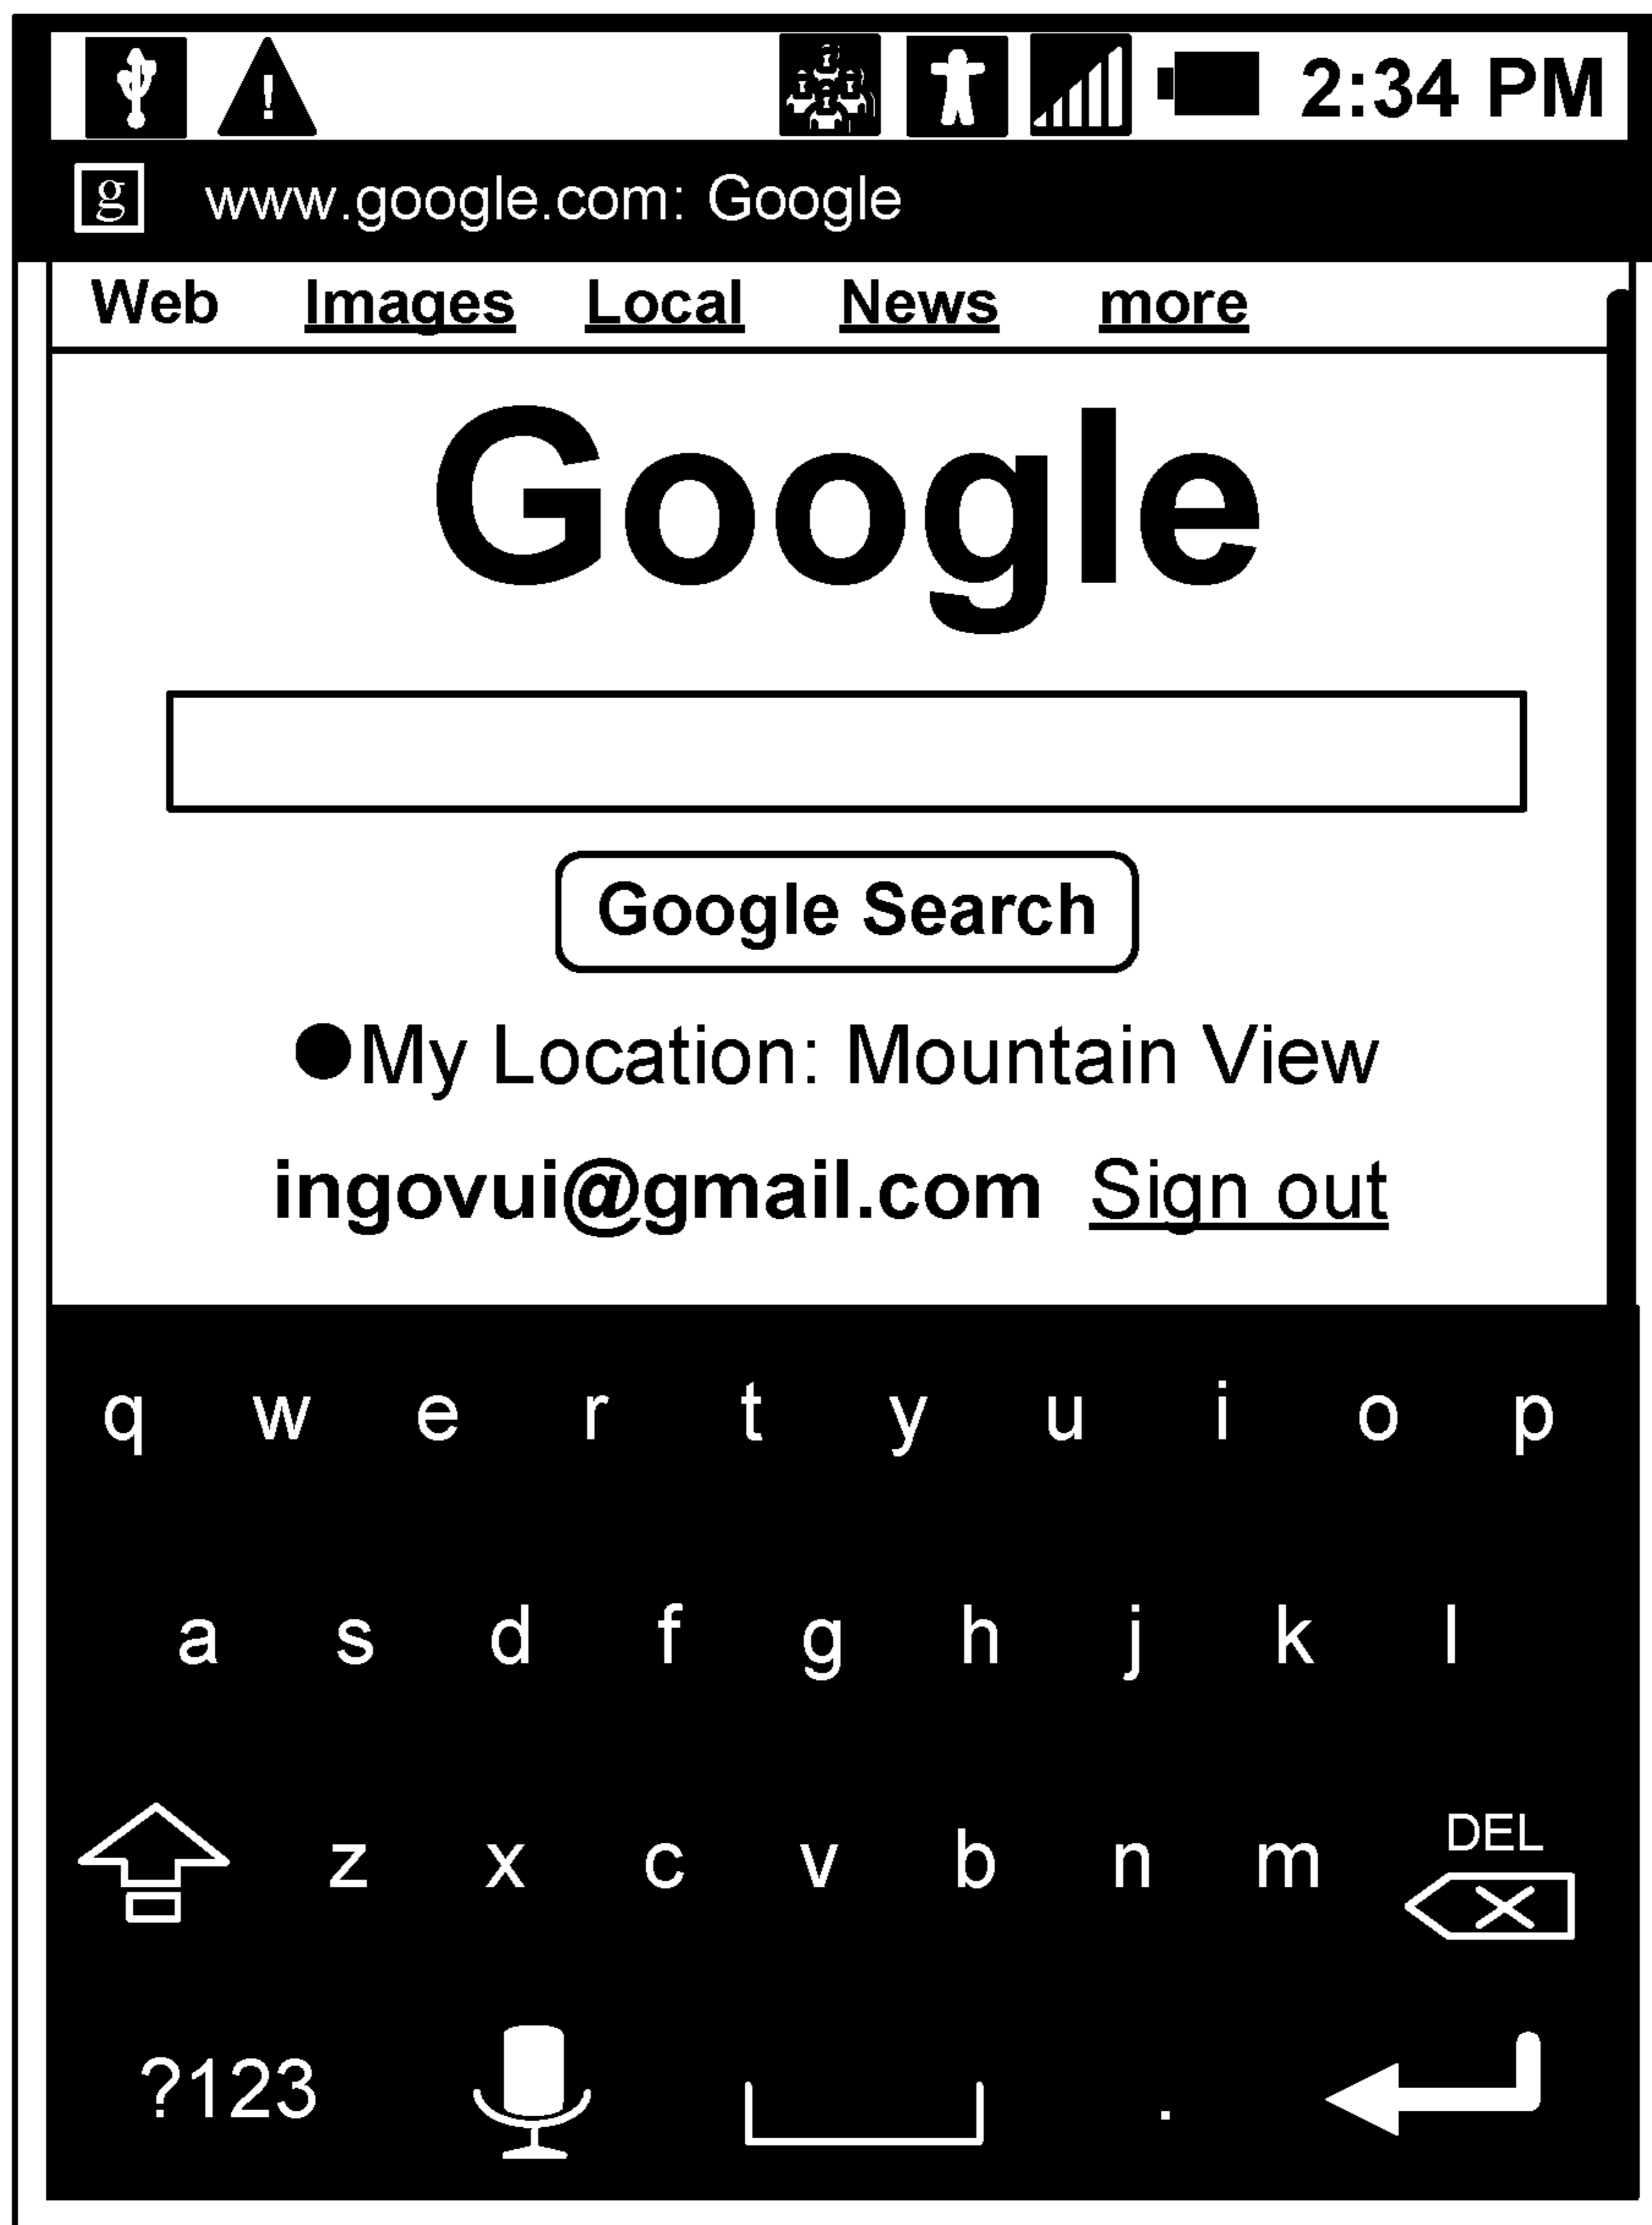 ! 2:34 PM
g www.google.com: Google
Web Images Local News more
Google
Google Search
My Location: Mountain View
ingovui@gmail.com Sign out
q w e r t y u i o p
a s d f g h j k l
DEL
z x c v b n m
?123 .